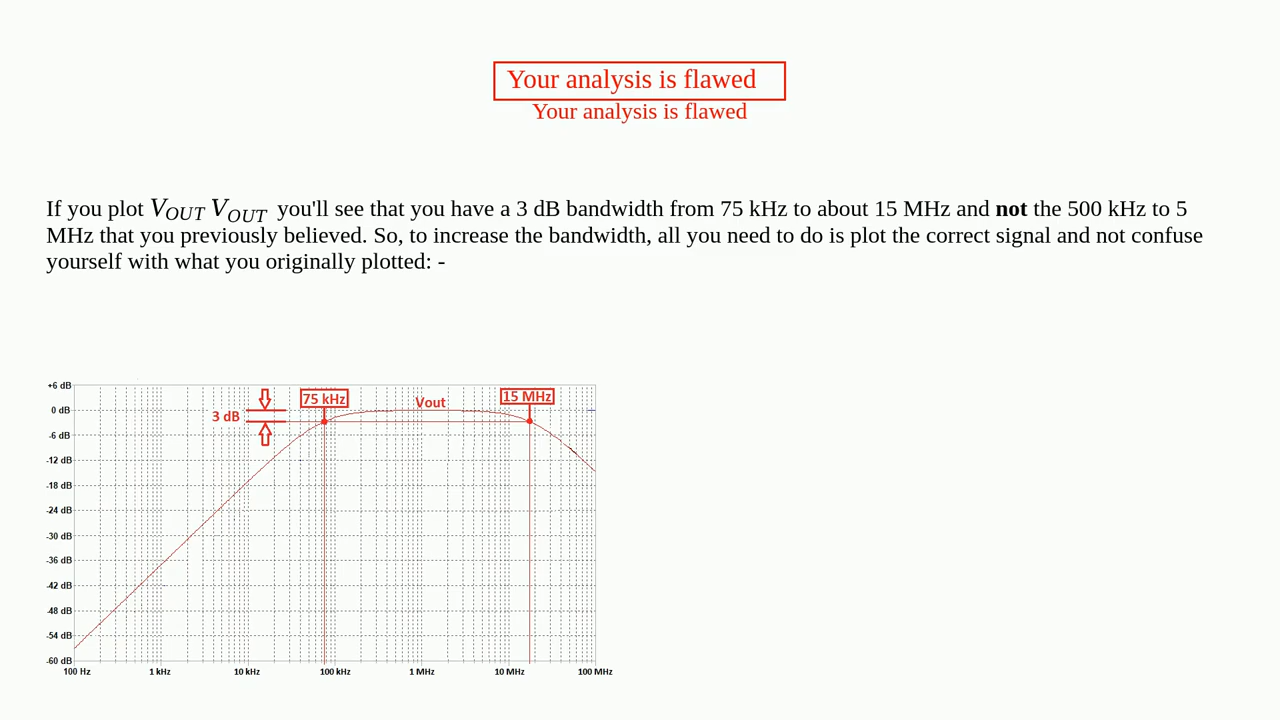 Your analysis is flawed
Your analysis is flawed
If you plot VOUT VOUT you'll see that you have a 3 dB bandwidth from 75 kHz to about 15 MHz and not the 500 kHz to 5
MHz that you previously believed. So, to increase the bandwidth, all you need to do is plot the correct signal and not confuse
yourself with what you originally plotted: -
+6 dB
0 dB
-6 dB
-12 dB
-18 dB
-24 dB
-30 dB
-36 dB
-42 dB
-48 dB
-54 dB
-60 dB
3 dB
75 kHz
Vout
15 MHz
100 Hz
1 kHz
10 kHz
100 kHz
1 MHz
10 MHz
100 MHz